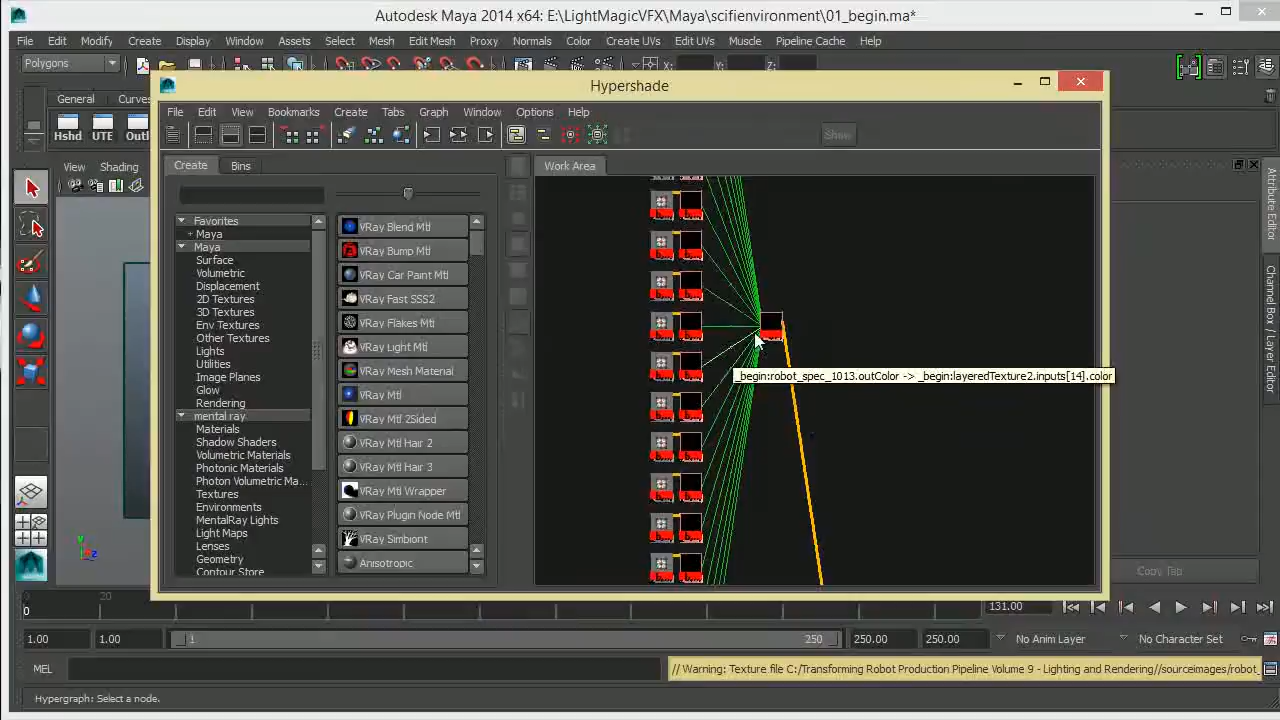 Autodesk Maya 2014 x64: E:\LightMagicVFX\Maya\scifienvironment\01_begin.ma*
File Edit Modify Create Display Window Assets Select Mesh Edit Mesh Proxy Normals Color Create UVs Edit UVs Muscle Pipeline Cache Help
Polygons
X: Y: Z:
Hypershade
General Curves
File Edit View Bookmarks Create Tabs Graph Window Options Help
Hshd UTE Outl
Show
View Shading
Create Bins
Work Area
Favorites
+ Maya
Maya
Surface
Volumetric
Displacement
2D Textures
3D Textures
Env Textures
Other Textures
Lights
Utilities
Image Planes
Glow
Rendering
mental ray
Materials
Shadow Shaders
Volumetric Materials
Photonic Materials
Photon Volumetric Ma...
Textures
Environments
MentalRay Lights
Light Maps
Lenses
Geometry
Contour Store
VRay Blend Mtl
VRay Bump Mtl
VRay Car Paint Mtl
VRay Fast SSS2
VRay Flakes Mtl
VRay Light Mtl
VRay Mesh Material
VRay Mtl
VRay Mtl 2Sided
VRay Mtl Hair 2
VRay Mtl Hair 3
VRay Mtl Wrapper
VRay Plugin Node Mtl
VRay Simbiont
Anisotropic
_begin:robot_spec_1013.outColor -> _begin:layeredTexture2.inputs[14].color
Attribute Editor
Channel Box / Layer Editor
Copy Tab
y
z
0 20
0
131.00
1.00 1.00 1 250 250.00 250.00 No Anim Layer No Character Set
MEL
// Warning: Texture file C:/Transforming Robot Production Pipeline Volume 9 - Lighting and Rendering//sourceimages/robot_
Hypergraph: Select a node.